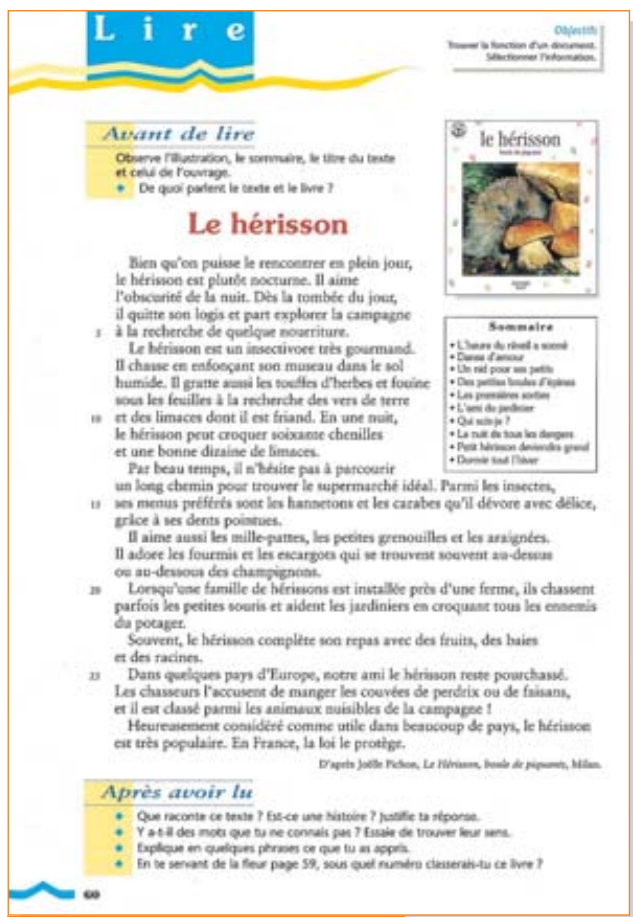 Lire
Objectifs
Trouver la fonction d'un document.
Sélectionner l'information.
Avant de lire
Observe l'illustration, le sommaire, le titre du texte
et celui de l'ouvrage.
De quoi parlent le texte et le livre ?
le hérisson
boule de piquants
Le hérisson
Bien qu'on puisse le rencontrer en plein jour,
le hérisson est plutôt nocturne. Il aime
l'obscurité de la nuit. Dès la tombée du jour,
il quitte son logis et part explorer la campagne
5 à la recherche de quelque nourriture.
Le hérisson est un insectivore très gourmand.
Il chasse en enfonçant son museau dans le sol
humide. Il gratte aussi les touffes d'herbes et fouine
sous les feuilles à la recherche des vers de terre
10 et des limaces dont il est friand. En une nuit,
le hérisson peut croquer soixante chenilles
et une bonne dizaine de limaces.
Par beau temps, il n'hésite pas à parcourir
un long chemin pour trouver le supermarché idéal. Parmi les insectes,
15 ses menus préférés sont les hannetons et les carabes qu'il dévore avec délice,
grâce à ses dents pointues.
Il aime aussi les mille-pattes, les petites grenouilles et les araignées.
Il adore les fourmis et les escargots qui se trouvent souvent au-dessus
ou au-dessous des champignons.
20 Lorsqu'une famille de hérissons est installée près d'une ferme, ils chassent
parfois les petites souris et aident les jardiniers en croquant tous les ennemis
du potager.
Souvent, le hérisson complète son repas avec des fruits, des baies
et des racines.
25 Dans quelques pays d'Europe, notre ami le hérisson reste pourchassé.
Les chasseurs l'accusent de manger les couvées de perdrix ou de faisans,
et il est classé parmi les animaux nuisibles de la campagne !
Heureusement considéré comme utile dans beaucoup de pays, le hérisson
est très populaire. En France, la loi le protège.
D'après Joëlle Pichon, Le Hérisson, boule de piquants, Milan.
Sommaire
• L'heure du réveil a sonné
• Danse d'amour
• Un nid pour ses petits
• Des petites boules d'épines
• Les premières sorties
• L'ami du jardinier
• Qui suis-je ?
• La nuit de tous les dangers
• Petit hérisson deviendra grand
• Dormir tout l'hiver
Après avoir lu
Que raconte ce texte ? Est-ce une histoire ? Justifie ta réponse.
Y a-t-il des mots que tu ne connais pas ? Essaie de trouver leur sens.
Explique en quelques phrases ce que tu as appris.
En te servant de la fleur page 59, sous quel numéro classerais-tu ce livre ?
60